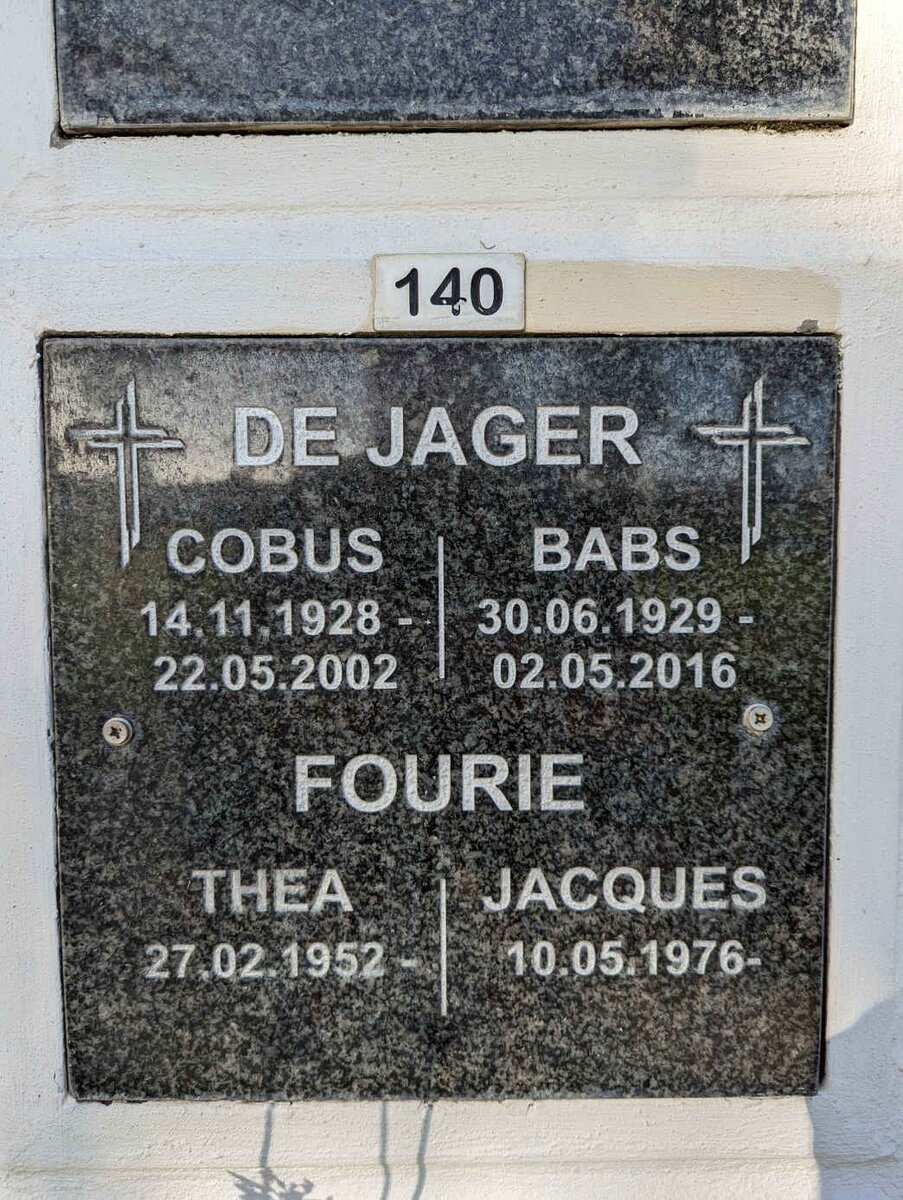 140
DE JAGER
COBUS
14.11.1928 -
22.05.2002
BABS
30.06.1929 -
02.05.2016
FOURIE
THEA
27.02.1952 -
JACQUES
10.05.1976-